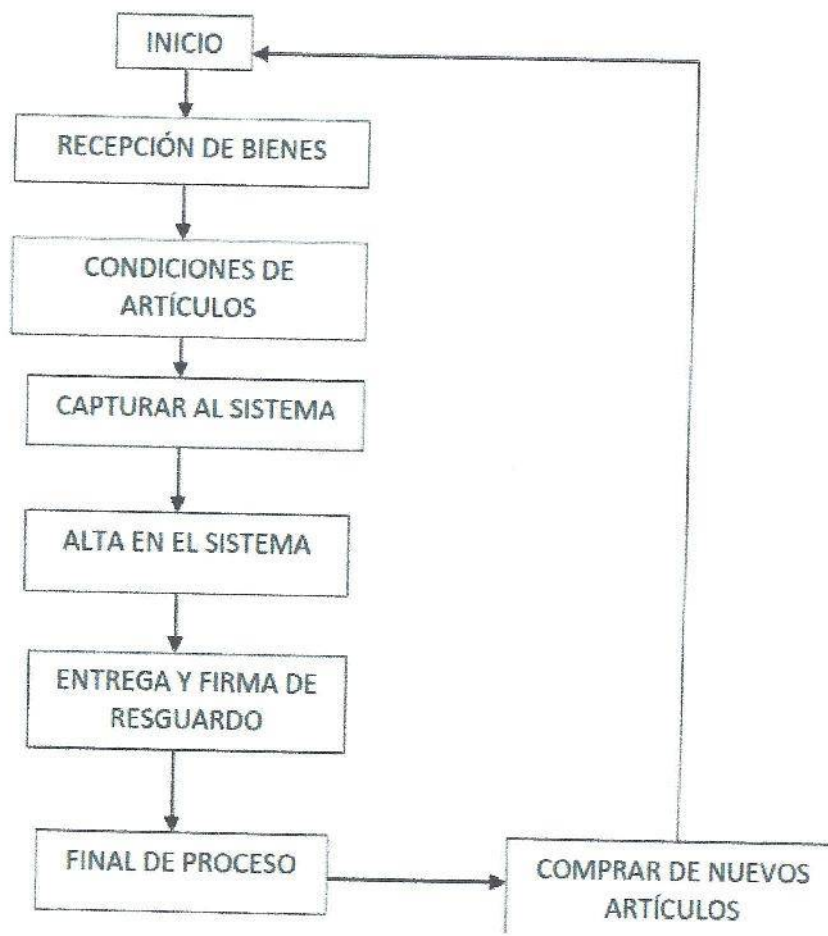 INICIO
RECEPCIÓN DE BIENES
CONDICIONES DE
ARTÍCULOS
CAPTURAR AL SISTEMA
ALTA EN EL SISTEMA
ENTREGA Y FIRMA DE
RESGUARDO
FINAL DE PROCESO
COMPRAR DE NUEVOS
ARTÍCULOS